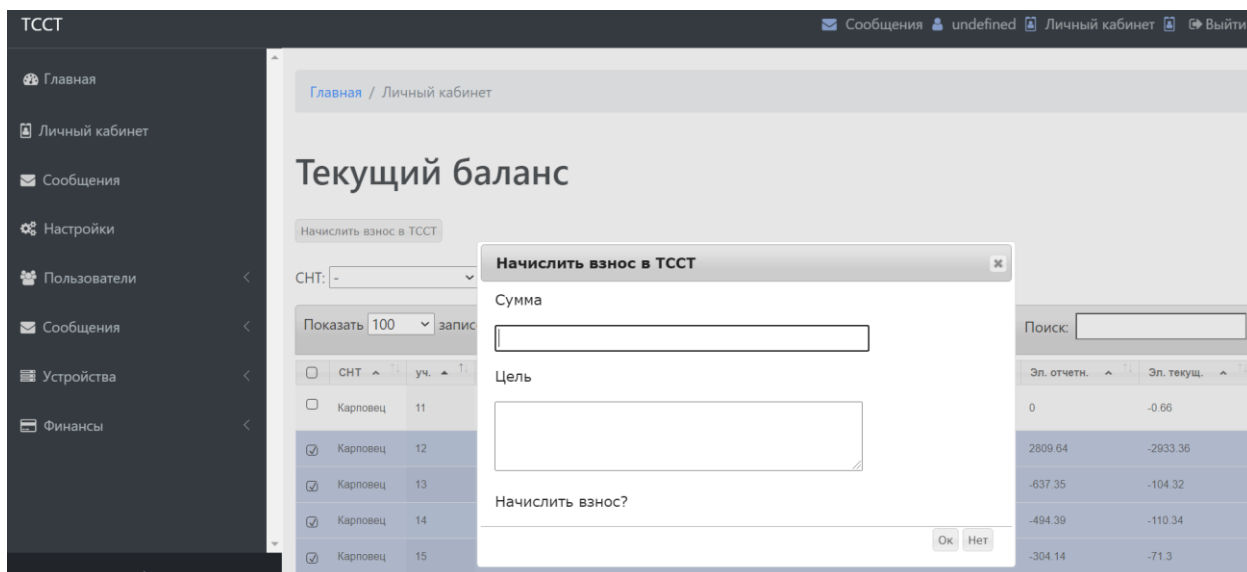 ТССТ
Сообщения undefined Личный кабинет Выйти
Главная
Личный кабинет
Сообщения
Настройки
Пользователи
Сообщения
Устройства
Финансы
Главная / Личный кабинет
Текущий баланс
Начислить взнос в ТССТ
СНТ: -
Показать 100 запис
Поиск:
СНТ уч. Эл. отчетн. Эл. текущ.
Карповец 11 0 -0.66
Карповец 12 2809.64 -2933.36
Карповец 13 -637.35 -104.32
Карповец 14 -494.39 -110.34
Карповец 15 -304.14 -71.3
Начислить взнос в ТССТ
Сумма
Цель
Начислить взнос?
Ок Нет